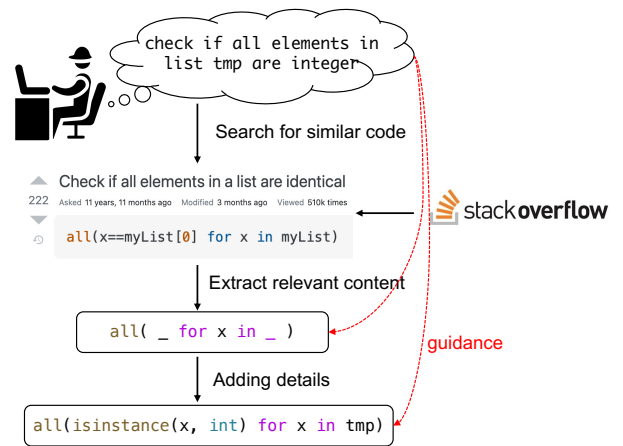 check if all elements in
list tmp are integer
Search for similar code
Check if all elements in a list are identical
222 Asked 11 years, 11 months ago Modified 3 months ago Viewed 510k times
all(x==myList[0] for x in myList)
stackoverflow
Extract relevant content
all( _ for x in _ )
guidance
Adding details
all(isinstance(x, int) for x in tmp)